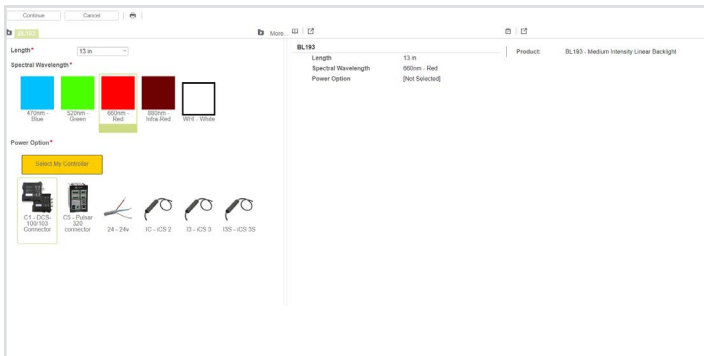 Continue Cancel
BL193 More
Length* 13 in
Spectral Wavelength*
470nm - Blue
520nm - Green
660nm - Red
880nm - Infra-Red
WHI - White
Power Option*
Select My Controller
C1 - DCS-100/103 Connector
C5 - Pulsar 320 connector
24 - 24v
IC - iCS 2
I3 - iCS 3
I3S - iCS 3S
BL193
Length 13 in
Spectral Wavelength 660nm - Red
Power Option [Not Selected]
Product: BL193 - Medium Intensity Linear Backlight